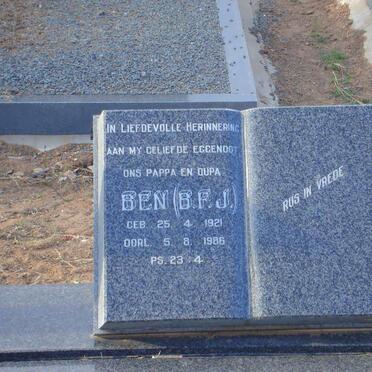 IN LIEFDEVOLLE HERINNERING
AAN MY GELIEFDE EGGENOOT
ONS PAPPA EN OUPA
BEN (B.F.J.)
GEB. 25. 4. 1921
OORL. 5. 8. 1986
PS. 23 : 4
RUS IN VREDE